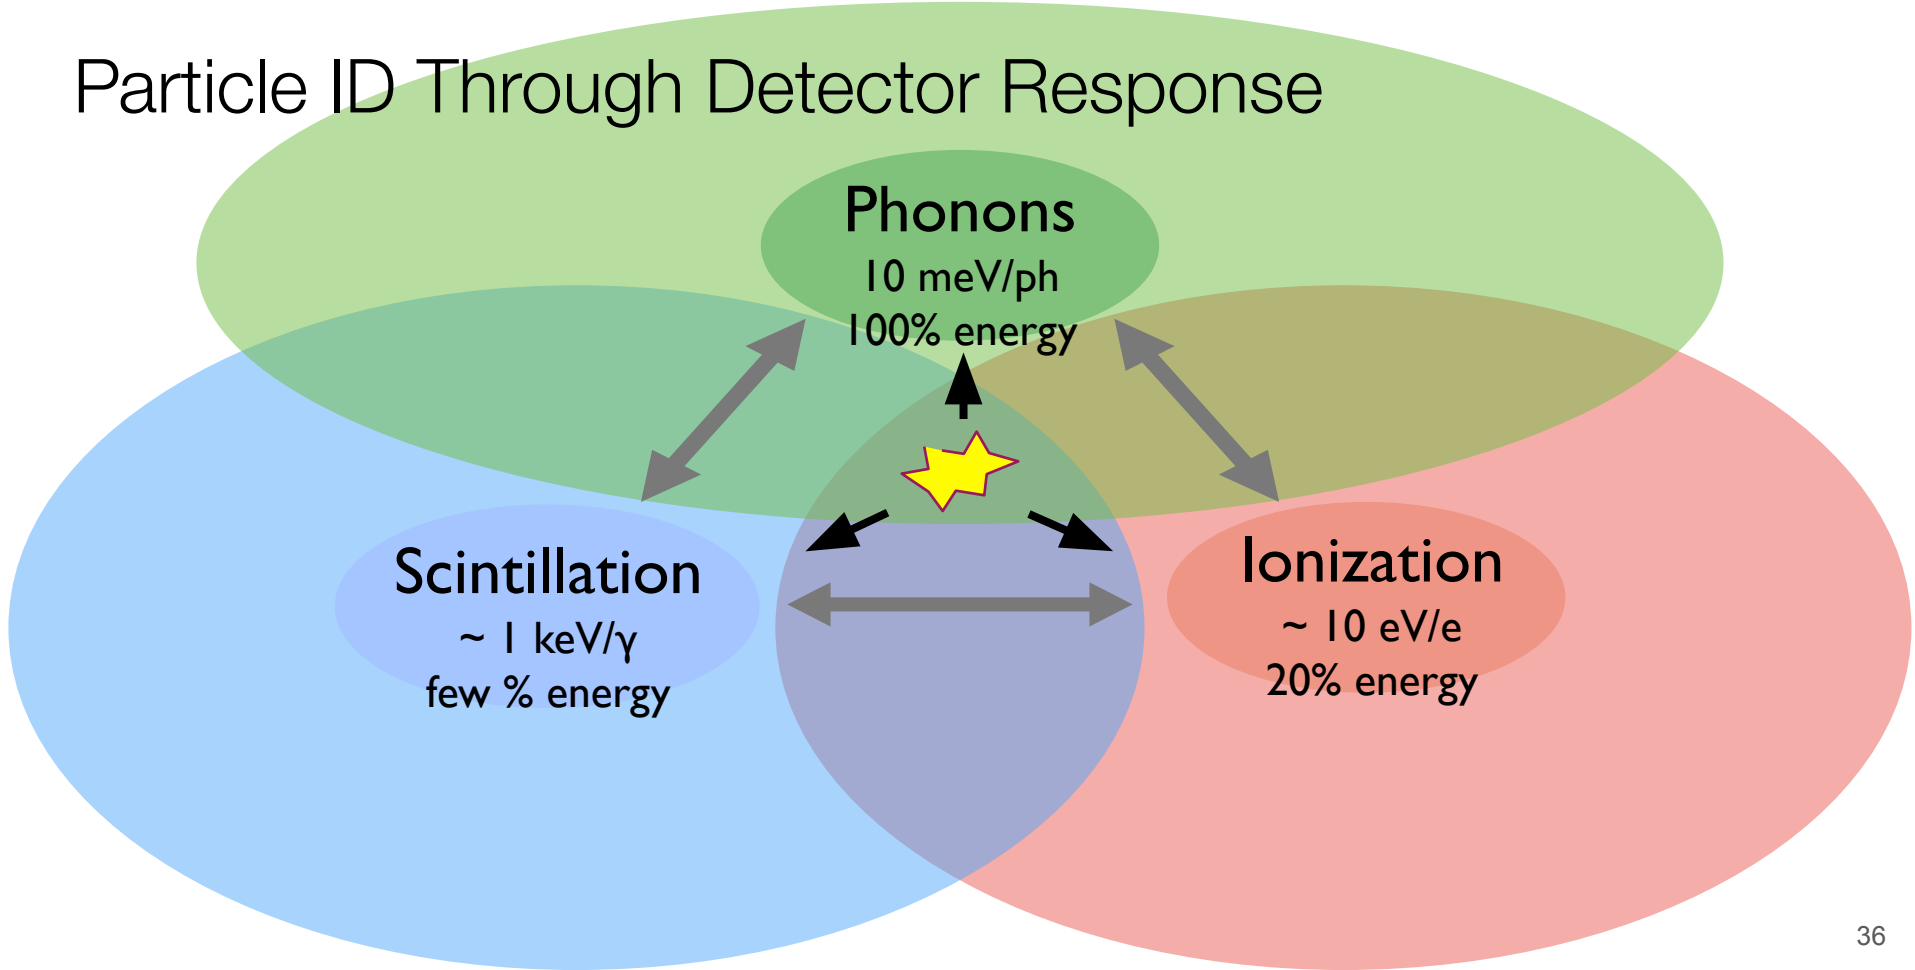 Particle ID Through Detector Response
Phonons
10 meV/ph
100% energy
Scintillation
~ 1 keV/γ
few % energy
Ionization
~ 10 eV/e
20% energy
36